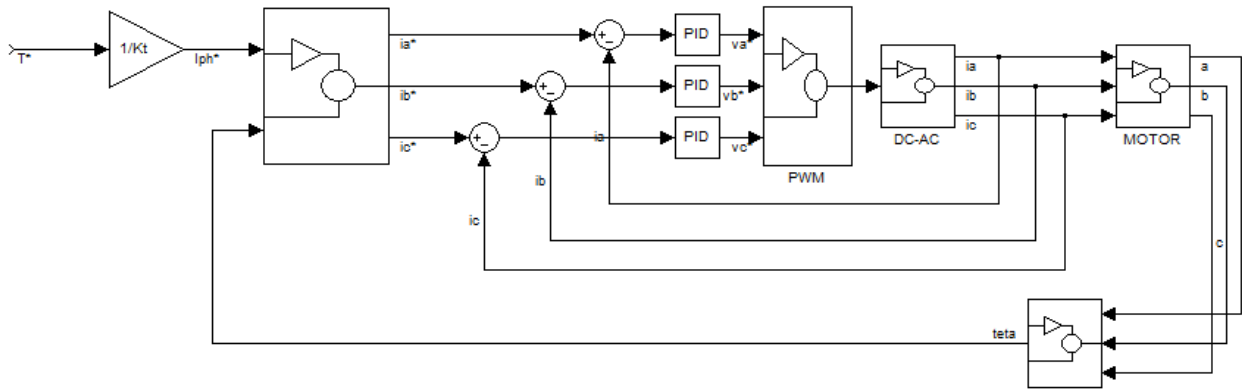 T*
1/Kt
Iph*
ia*
ib*
ic*
PID
PID
PID
va*
vb*
vc*
PWM
ia
ib
ic
DC-AC
ia
ib
ic
MOTOR
a
b
c
teta